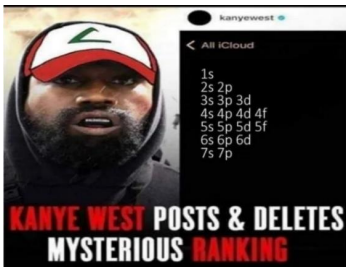 kanyewest
< All iCloud
1s
2s 2p
3s 3p 3d
4s 4p 4d 4f
5s 5p 5d 5f
6s 6p 6d
7s 7p
KANYE WEST POSTS & DELETES
MYSTERIOUS RANKING